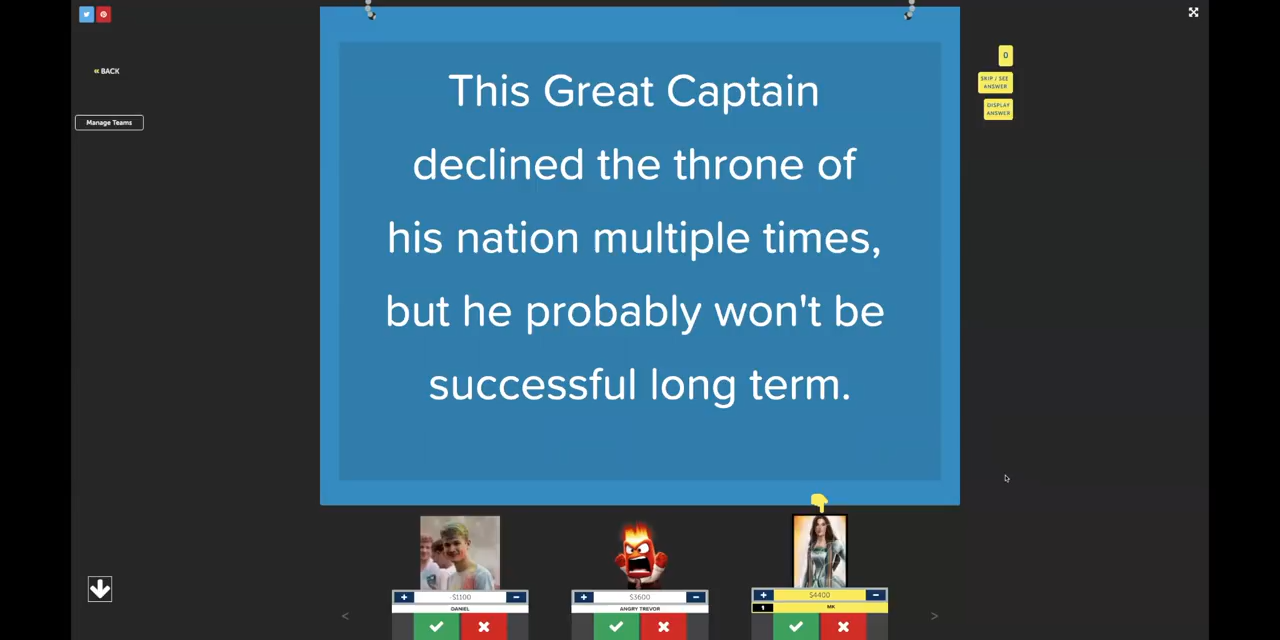 « BACK
Manage Teams
This Great Captain
declined the throne of
his nation multiple times,
but he probably won't be
successful long term.
0
SKIP / SEE
ANSWER
DISPLAY
ANSWER
+ $1100 −
DANIEL
+ $3600 −
ANGRY TREVOR
+ $4400 −
1 MK
< >